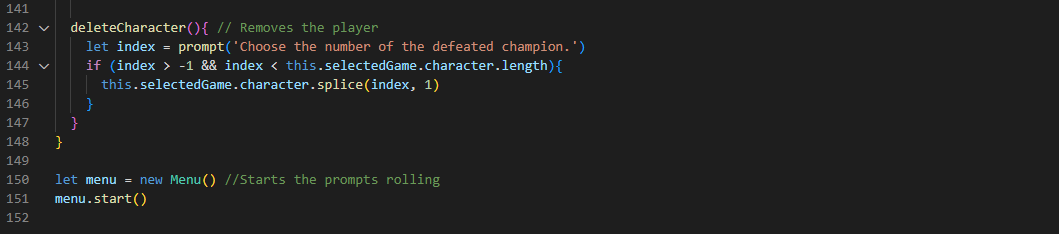 141
142 deleteCharacter(){ // Removes the player
143 let index = prompt('Choose the number of the defeated champion.')
144 if (index > -1 && index < this.selectedGame.character.length){
145 this.selectedGame.character.splice(index, 1)
146 }
147 }
148 }
149
150 let menu = new Menu() //Starts the prompts rolling
151 menu.start()
152